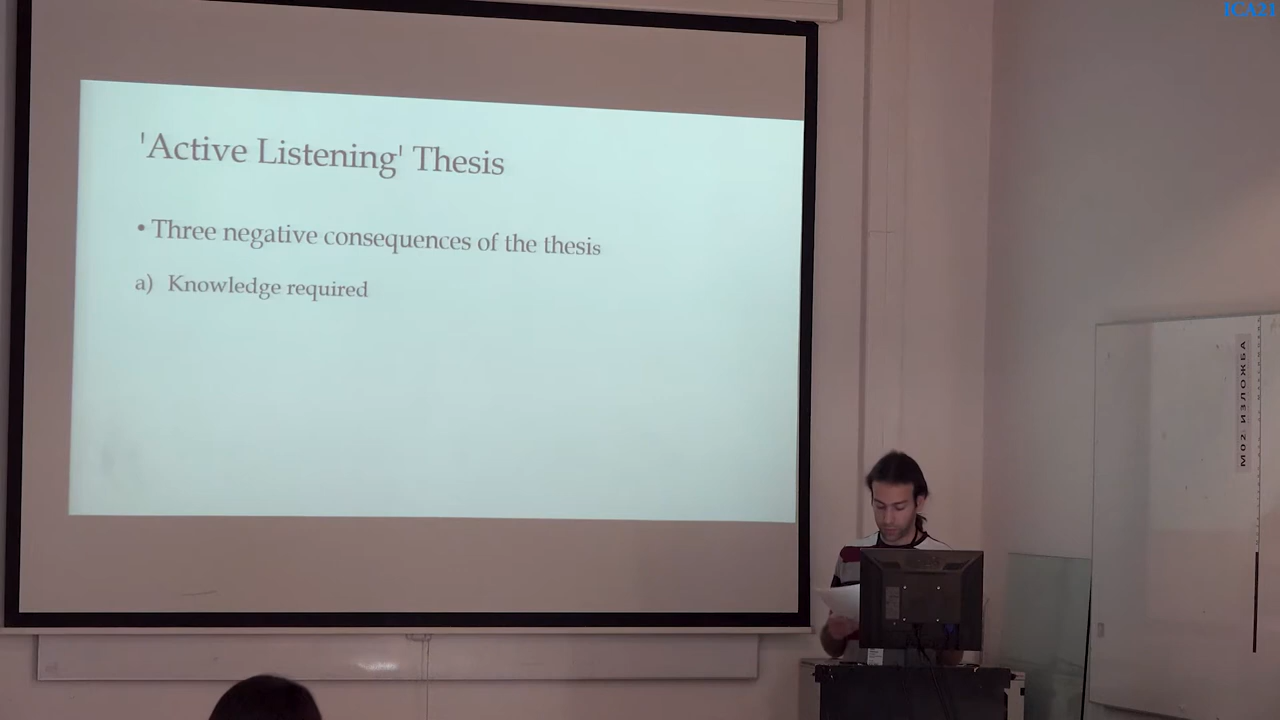 ICA21
'Active Listening' Thesis
• Three negative consequences of the thesis
a) Knowledge required
М02 ИЗЛОЖБА